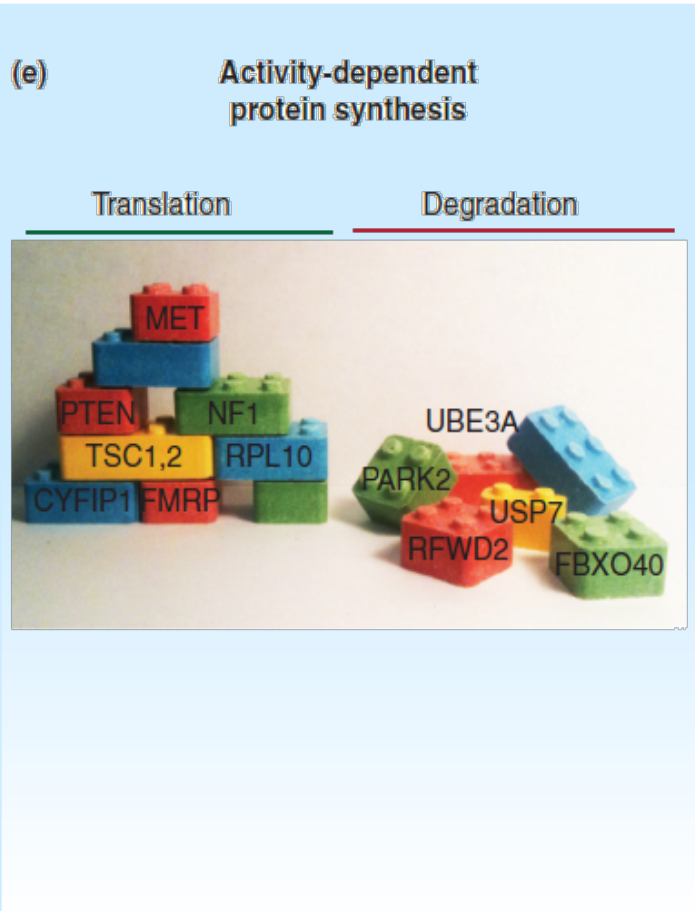 (e)
Activity-dependent
protein synthesis
Translation
Degradation
MET
PTEN
NF1
TSC1,2
RPL10
CYFIP1
FMRP
UBE3A
PARK2
USP7
RFWD2
FBXO40